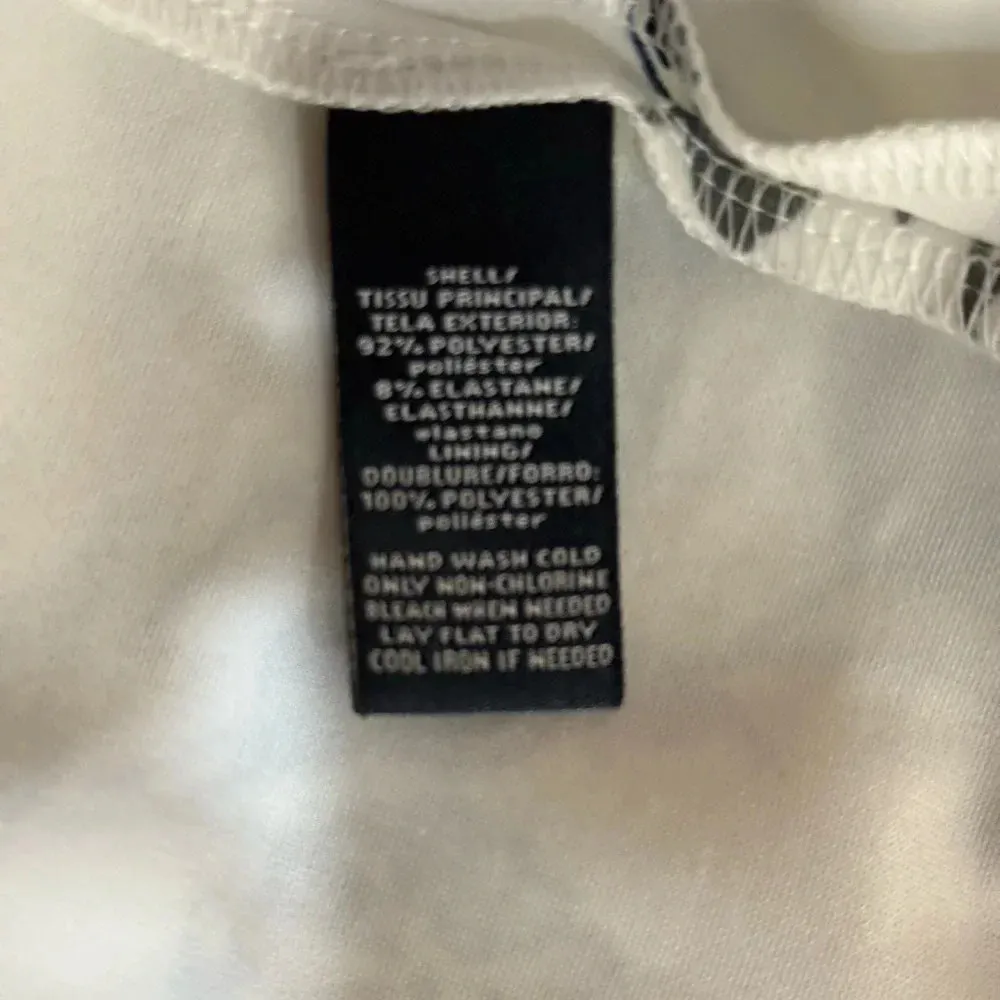 SHELL/
TISSU PRINCIPAL/
TELA EXTERIOR:
92% POLYESTER/
poliéster
8% ELASTANE/
ELASTHANNE/
elastano
LINING/
DOUBLURE/FORRO:
100% POLYESTER/
poliéster
HAND WASH COLD
ONLY NON-CHLORINE
BLEACH WHEN NEEDED
LAY FLAT TO DRY
COOL IRON IF NEEDED